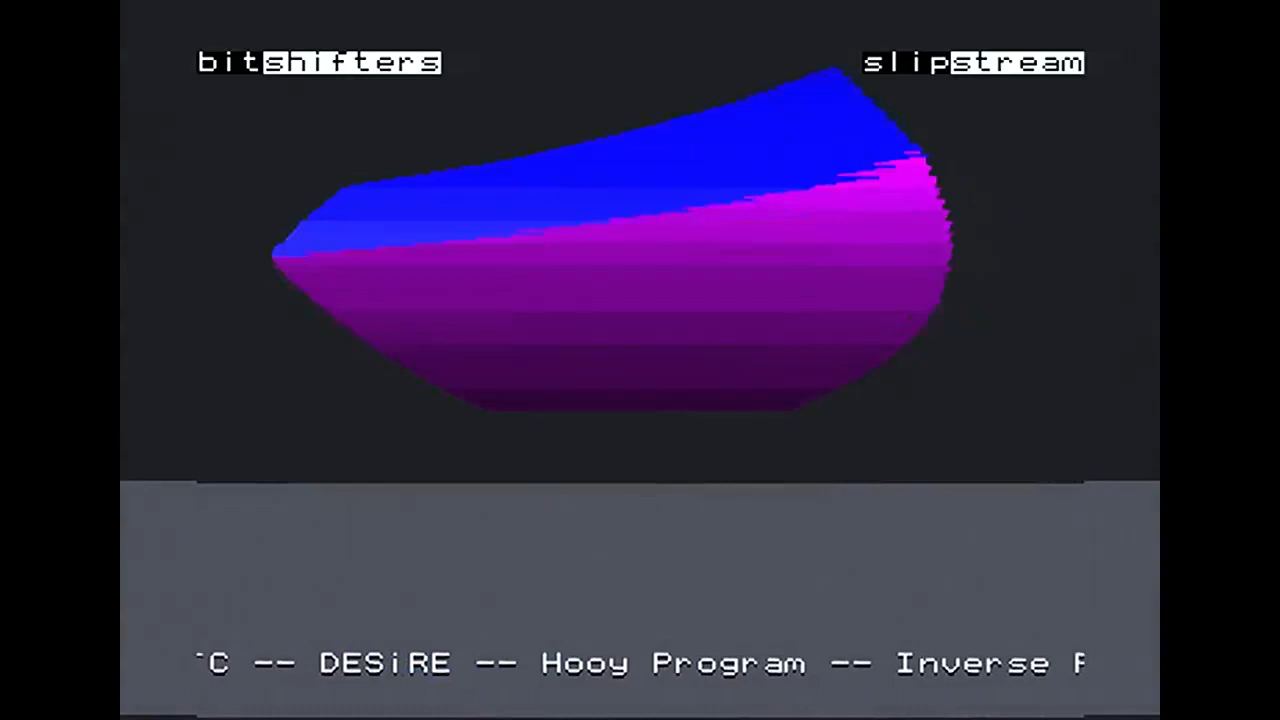 bitshifters slipstream
C -- DESiRE -- Hooy Program -- Inverse